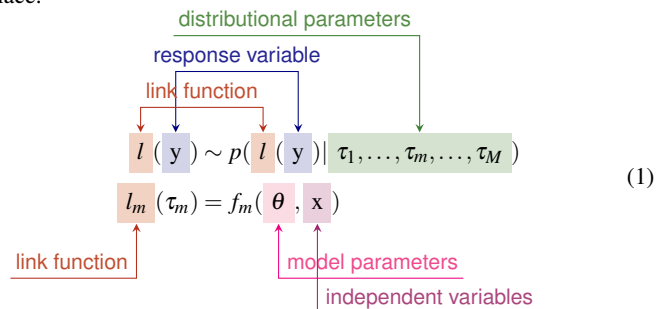 distributional parameters
response variable
link function
l(y) ∼ p(l(y)| τ₁, …, τₘ, …, τ_M)
lₘ(τₘ) = fₘ(θ, x)
(1)
link function
model parameters
independent variables